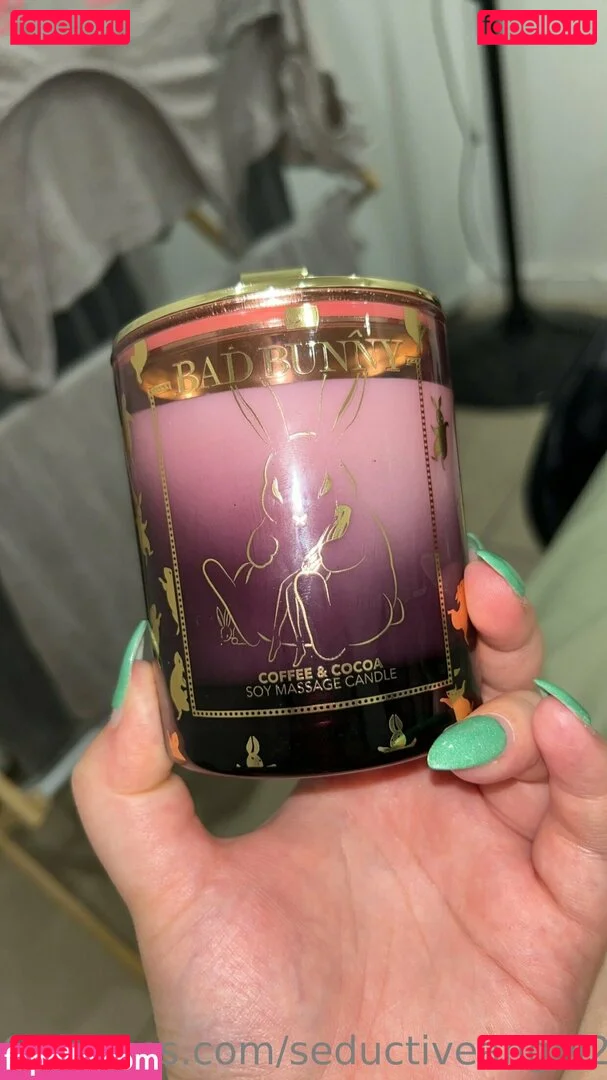 fapello.ru fapello.ru
BAD BUNNY
COFFEE & COCOA
SOY MASSAGE CANDLE
s.com/seductive
fapello.ru fapello.ru